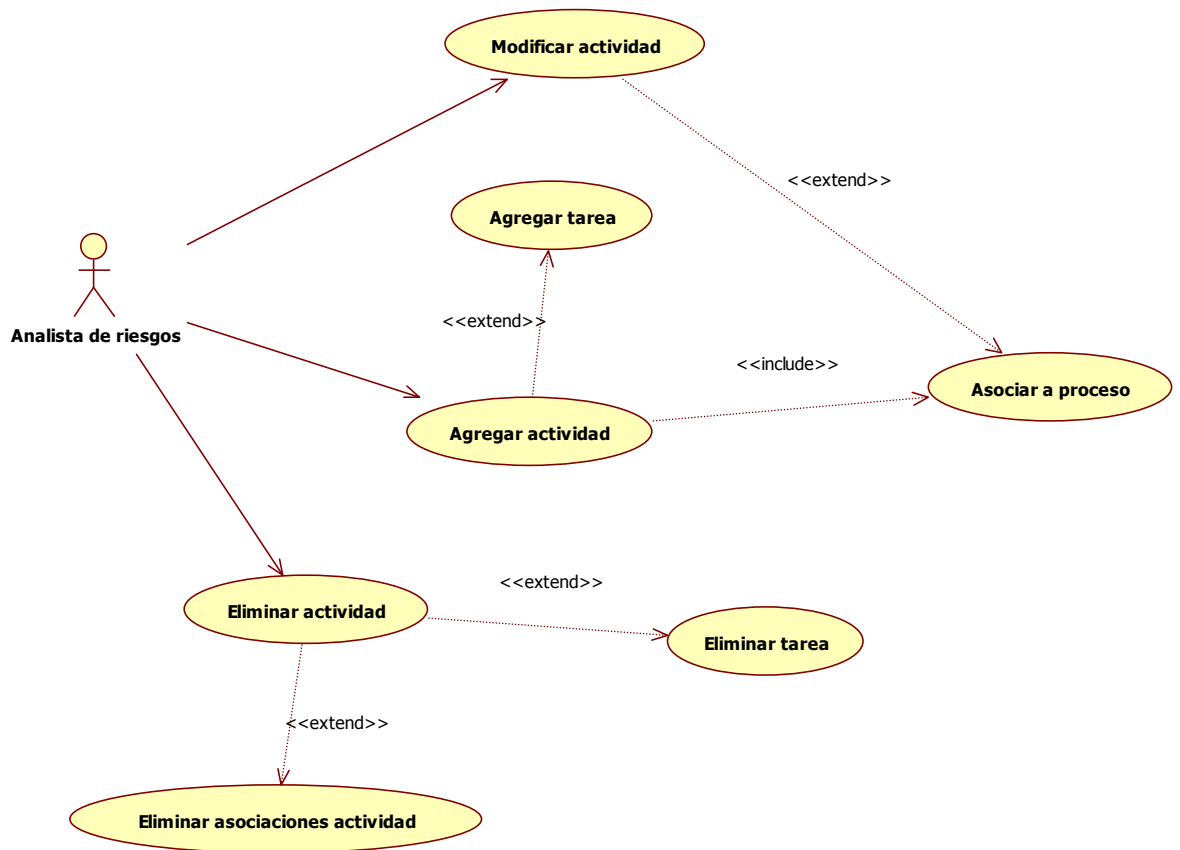 Modificar actividad
<<extend>>
Agregar tarea
<<extend>>
Analista de riesgos
<<include>>
Asociar a proceso
Agregar actividad
<<extend>>
Eliminar actividad
Eliminar tarea
<<extend>>
Eliminar asociaciones actividad